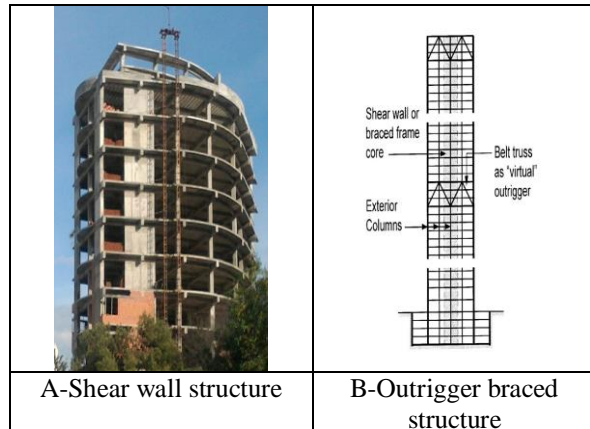 Shear wall or
braced frame
core
Belt truss
as "virtual"
outrigger
Exterior
Columns
A-Shear wall structure
B-Outrigger braced
structure